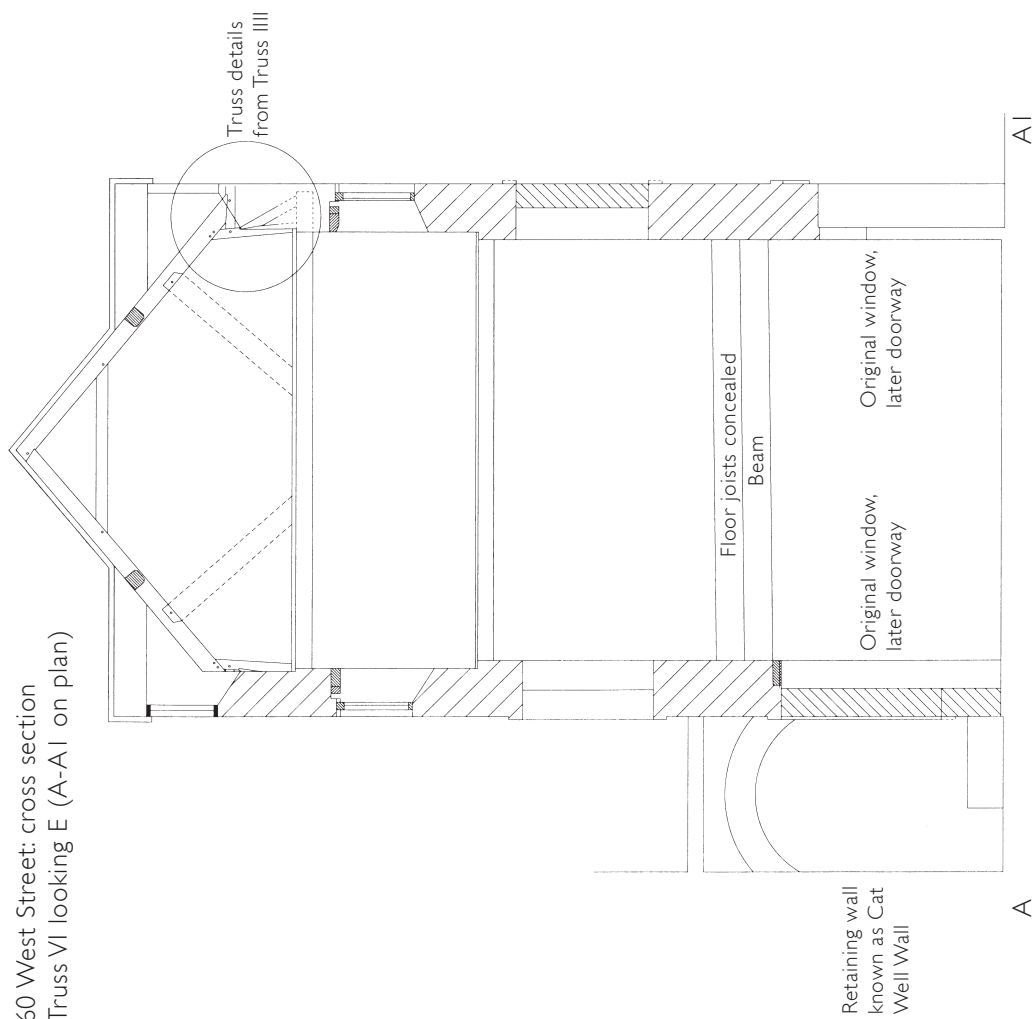 60 West Street: cross section
Truss VI looking E (A-A1 on plan)
Truss details
from Truss IIII
Floor joists concealed
Beam
Original window,
later doorway
Original window,
later doorway
Retaining wall
known as Cat
Well Wall
A
A1